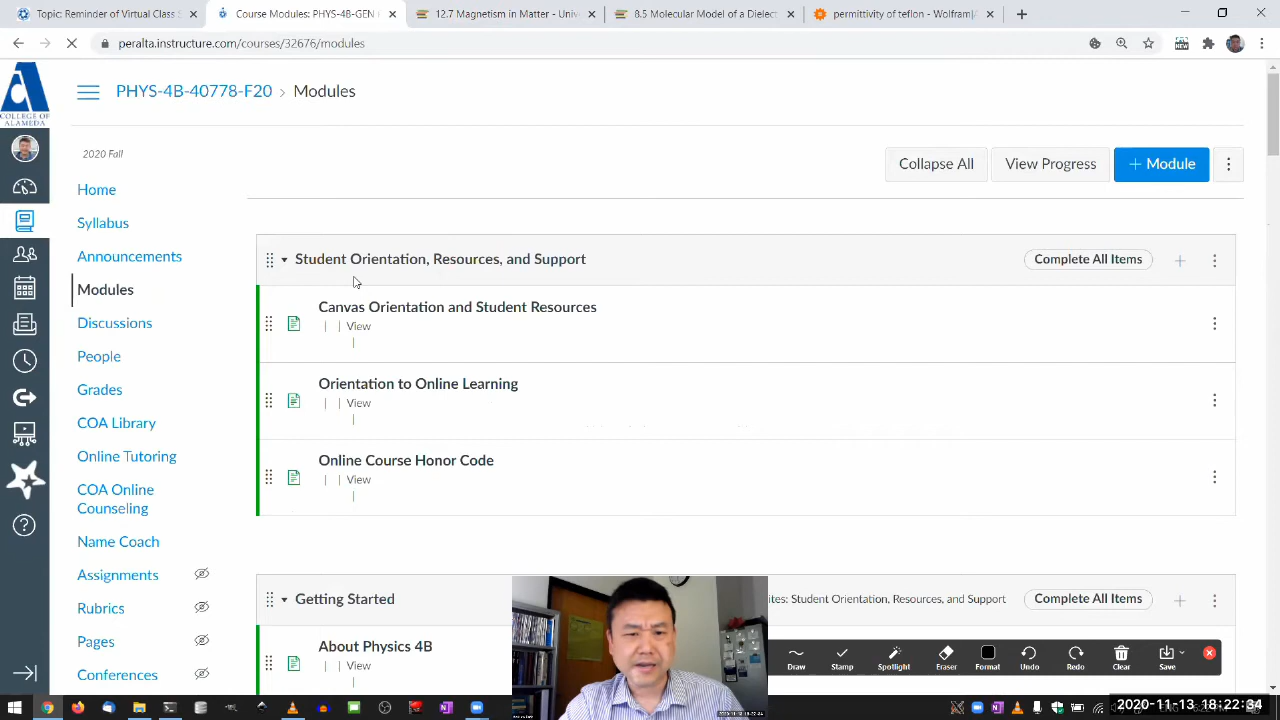 Topic 5 of Virtual Class S
Course Modules: PHYS-4B-GEN
12.7 Magnetism in Matter - Univ
8.5 Molecular Model of a Dielect
permittivity of teflon - Wolfram|
peralta.instructure.com/courses/32676/modules
NEW
COLLEGE OF
ALAMEDA
PHYS-4B-40778-F20 › Modules
2020 Fall
Collapse All
View Progress
+ Module
Home
Syllabus
Announcements
Modules
Discussions
People
Grades
COA Library
Online Tutoring
COA Online
Counseling
Name Coach
Assignments
Rubrics
Pages
Conferences
Student Orientation, Resources, and Support
Complete All Items
Canvas Orientation and Student Resources
| | View
|
Orientation to Online Learning
| | View
|
Online Course Honor Code
| | View
|
Getting Started
ites: Student Orientation, Resources, and Support
Complete All Items
About Physics 4B
| | View
|
Draw
Stamp
Spotlight
Eraser
Format
Undo
Redo
Clear
Save
2020-11-13 18:22:34